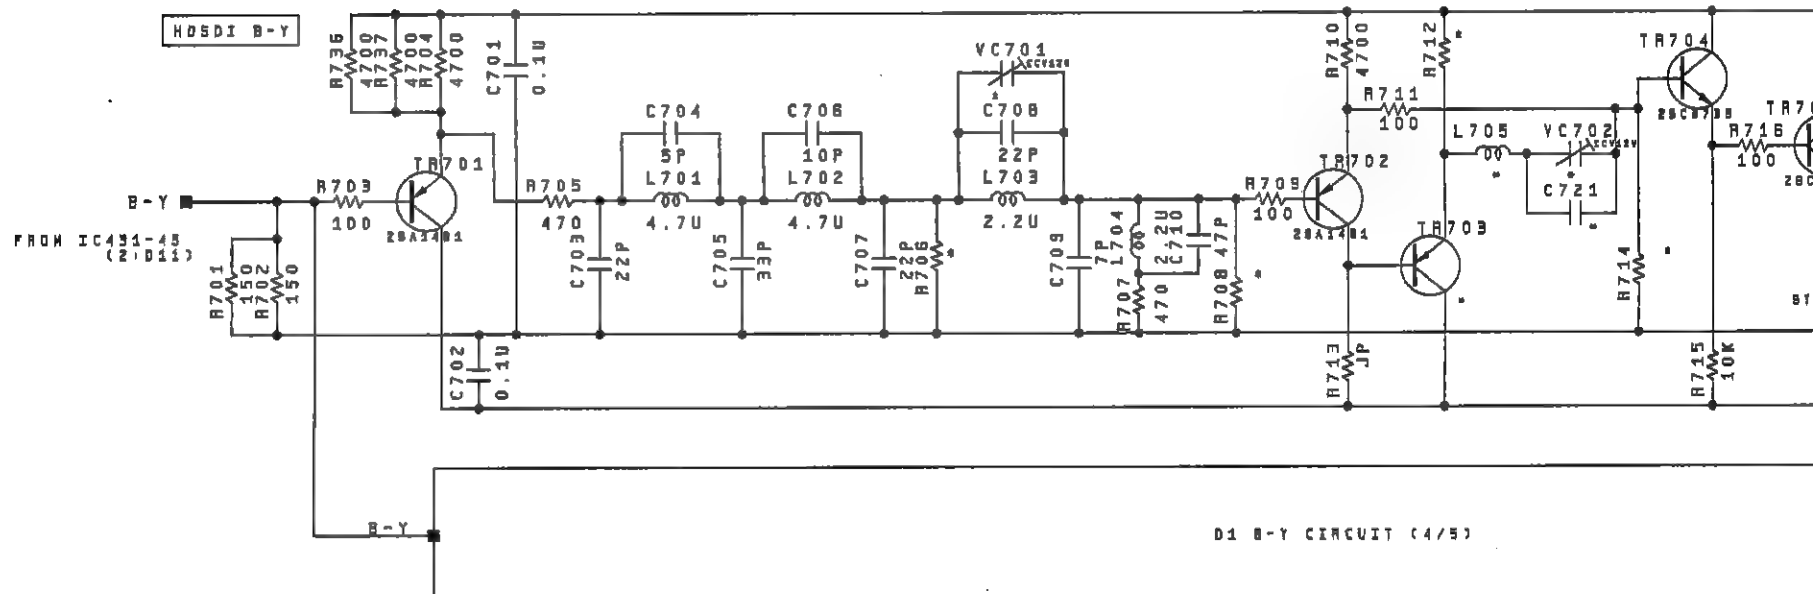 HDSDI B-Y
R736
4700
R737
4700
R704
4700
C701
0.1U
VC701
*
C708
22P
L703
2.2U
C704
5P
L701
4.7U
C706
10P
L702
4.7U
R710
4700
R712
*
TR704
R711
100
L705
*
VC702
*
C721
*
R716
100
TR701
2SA1481
B-Y
FROM IC431-45
(2:D11)
R703
100
R701
150
R702
150
R705
470
C703
22P
C705
33P
C707
22P
R706
*
C709
7P
L704
2.2U
C710
47P
R707
470
R708
*
R709
100
TR702
2SA1481
TR703
*
R714
*
C702
0.1U
R713
JP
R715
10K
B-Y
D1 B-Y CIRCUIT (4/5)